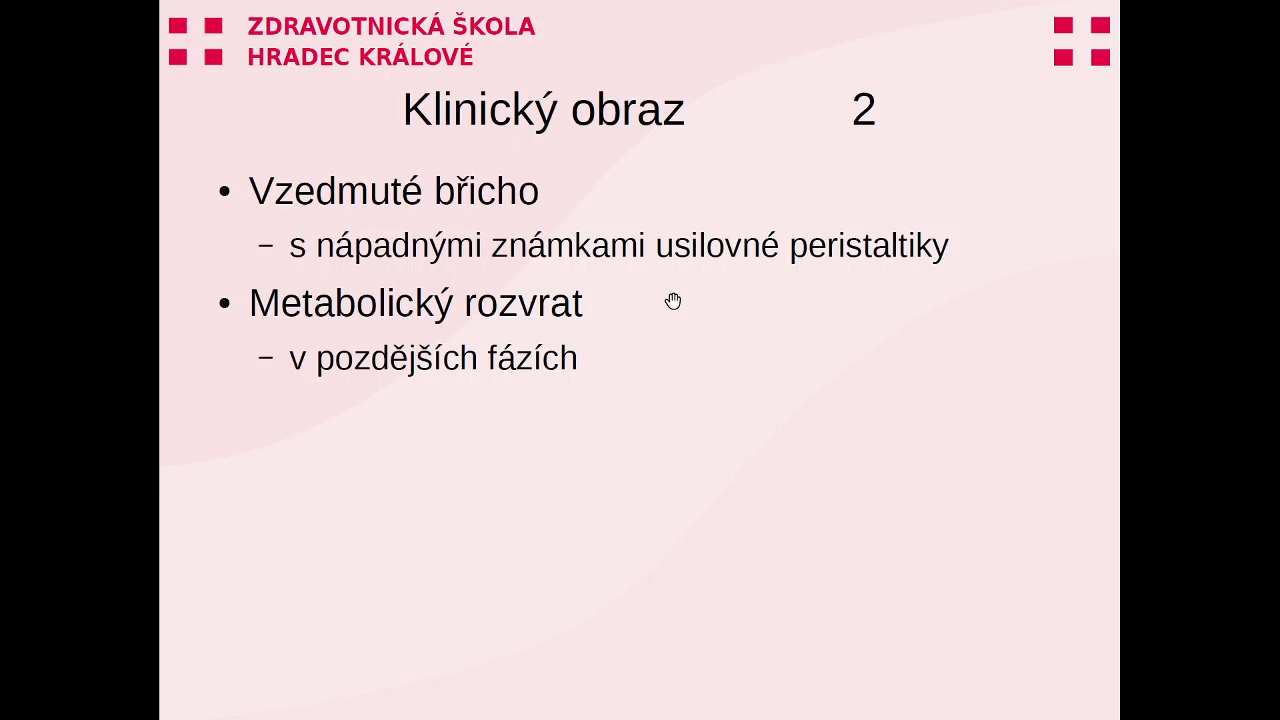 ZDRAVOTNICKÁ ŠKOLA
HRADEC KRÁLOVÉ
Klinický obraz 2
• Vzedmuté břicho
– s nápadnými známkami usilovné peristaltiky
• Metabolický rozvrat
– v pozdějších fázích